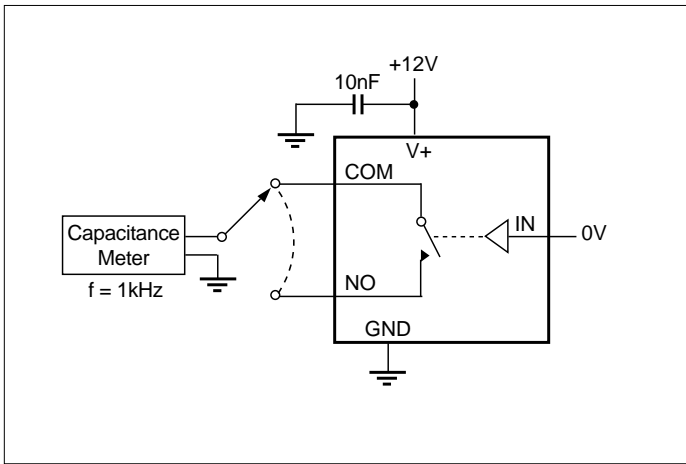 +12V
10nF
V+
COM
IN
0V
Capacitance
Meter
f = 1kHz
NO
GND